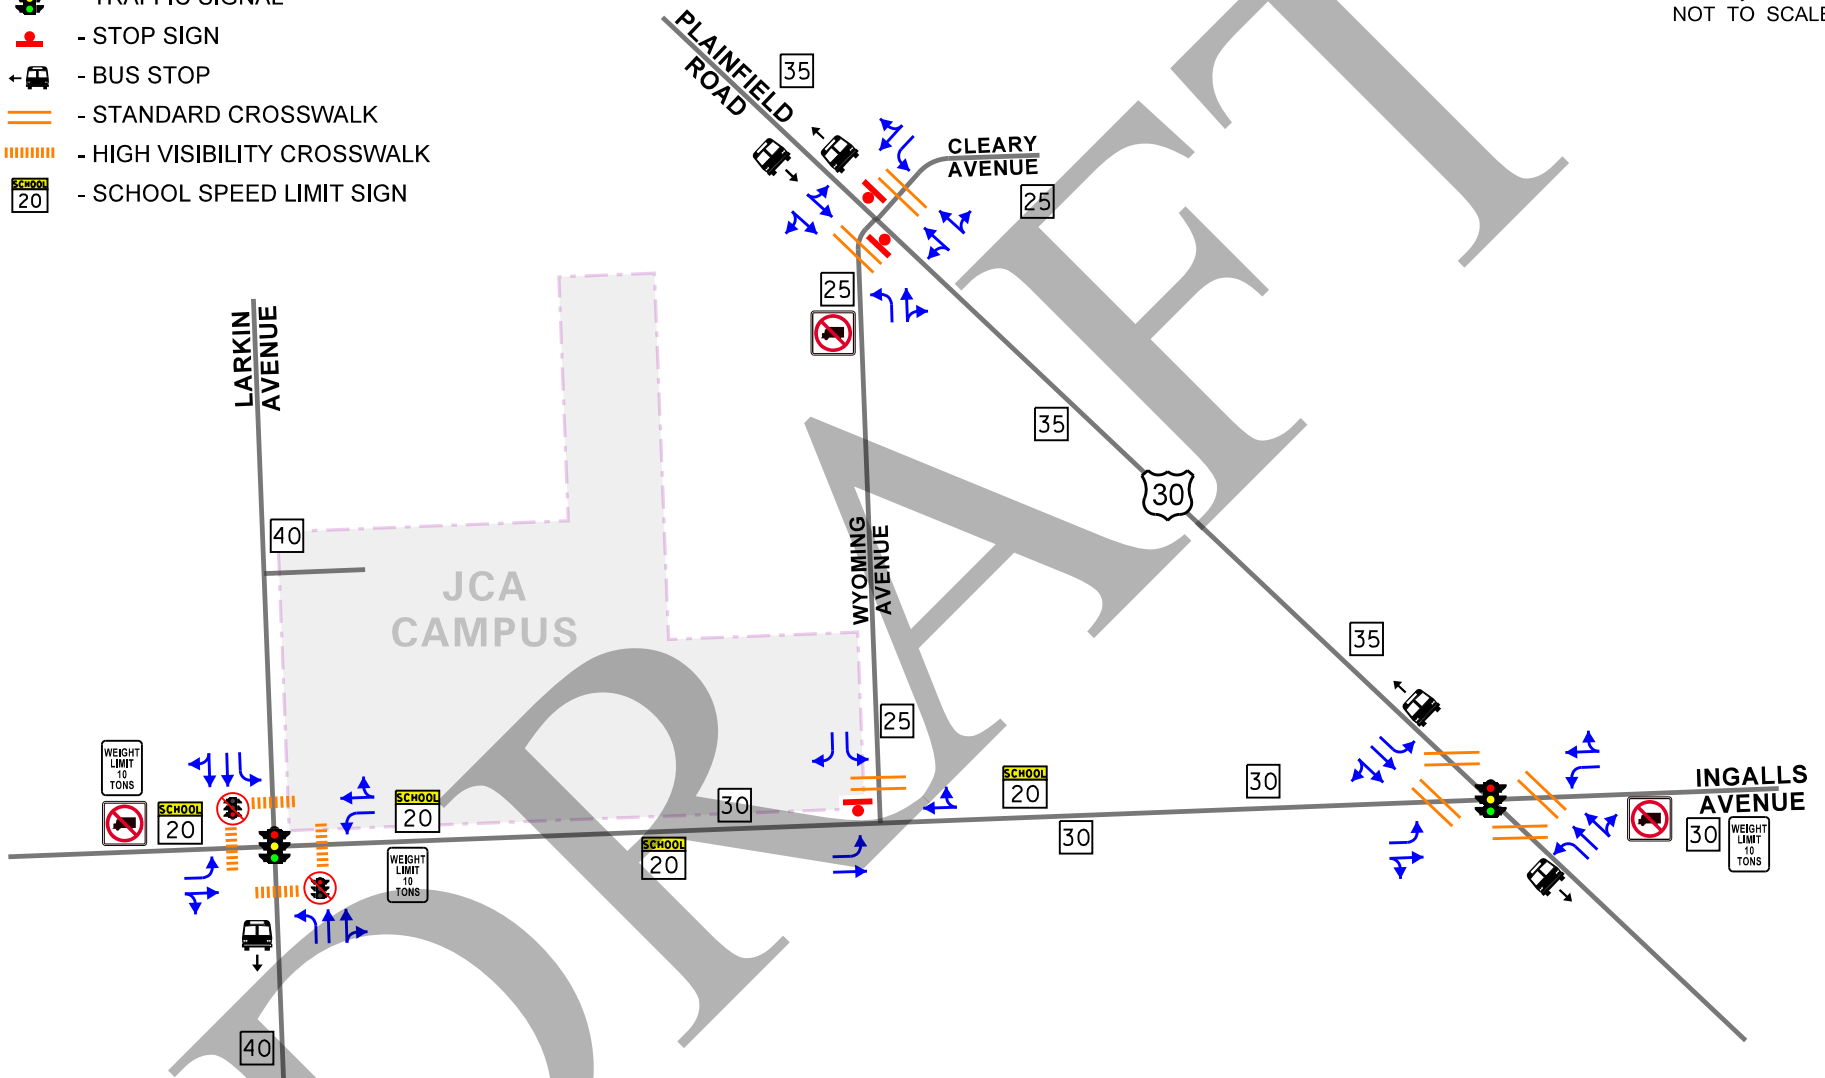 TRAFFIC SIGNAL
- STOP SIGN
- BUS STOP
- STANDARD CROSSWALK
- HIGH VISIBILITY CROSSWALK
SCHOOL
20
- SCHOOL SPEED LIMIT SIGN
NOT TO SCALE
PLAINFIELD
ROAD
35
CLEARY
AVENUE
25
25
LARKIN
AVENUE
35
30
40
JCA
CAMPUS
WYOMING
AVENUE
35
25
WEIGHT
LIMIT
10
TONS
SCHOOL
20
SCHOOL
20
30
SCHOOL
20
30
INGALLS
AVENUE
WEIGHT
LIMIT
10
TONS
SCHOOL
20
30
30
WEIGHT
LIMIT
10
TONS
40
DRAFT